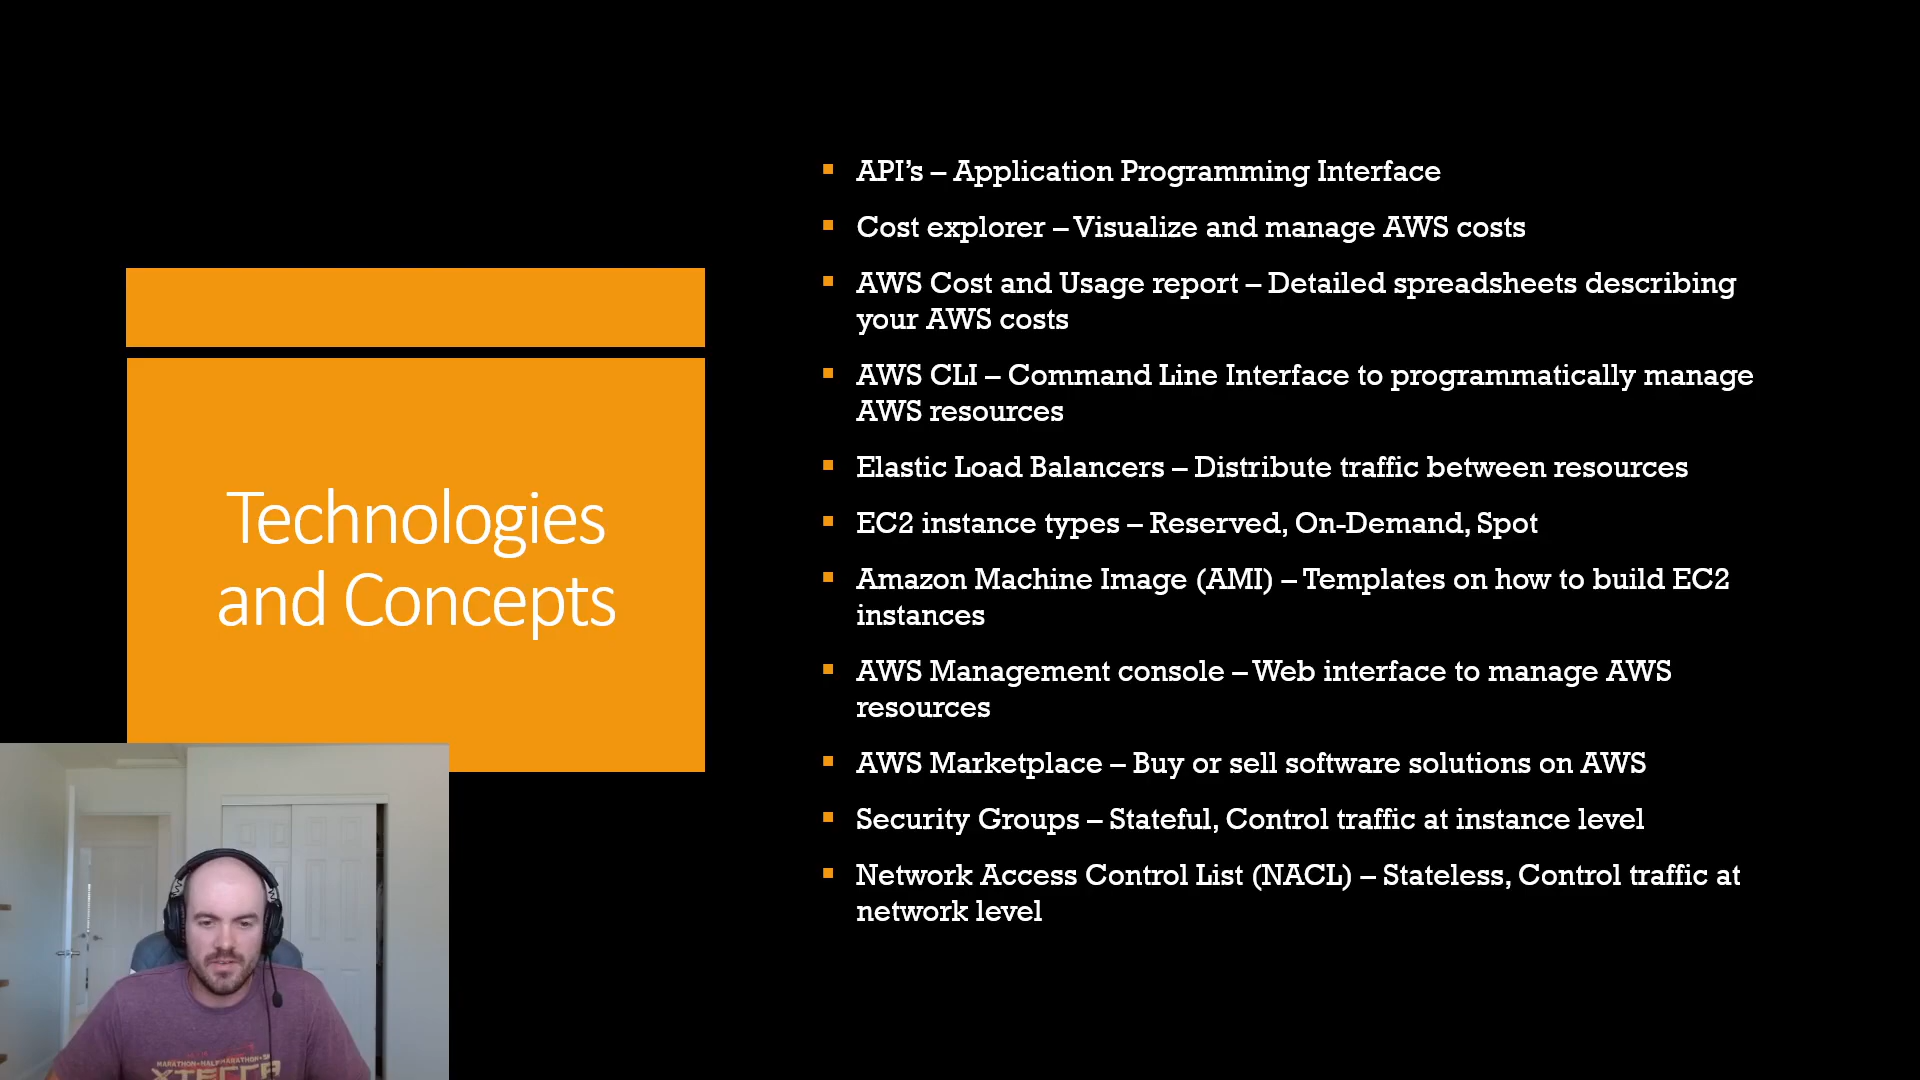 Technologies
and Concepts
API’s – Application Programming Interface
Cost explorer – Visualize and manage AWS costs
AWS Cost and Usage report – Detailed spreadsheets describing
your AWS costs
AWS CLI – Command Line Interface to programmatically manage
AWS resources
Elastic Load Balancers – Distribute traffic between resources
EC2 instance types – Reserved, On-Demand, Spot
Amazon Machine Image (AMI) – Templates on how to build EC2
instances
AWS Management console – Web interface to manage AWS
resources
AWS Marketplace – Buy or sell software solutions on AWS
Security Groups – Stateful, Control traffic at instance level
Network Access Control List (NACL) – Stateless, Control traffic at
network level
XTERRA